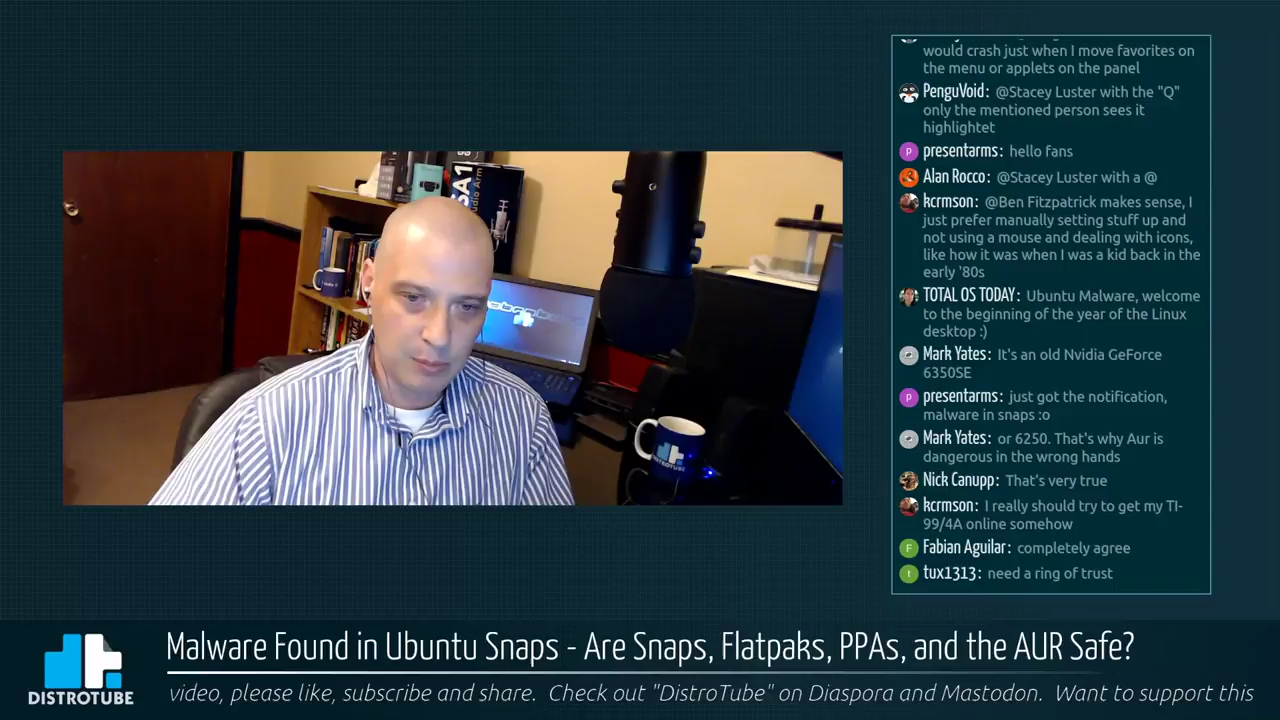 would crash just when I move favorites on
the menu or applets on the panel
PenguVoid: @Stacey Luster with the "Q"
only the mentioned person sees it
highlightet
presentarms: hello fans
Alan Rocco: @Stacey Luster with a @
kcrmson: @Ben Fitzpatrick makes sense, I
just prefer manually setting stuff up and
not using a mouse and dealing with icons,
like how it was when I was a kid back in the
early '80s
TOTAL OS TODAY: Ubuntu Malware, welcome
to the beginning of the year of the Linux
desktop :)
Mark Yates: It's an old Nvidia GeForce
6350SE
presentarms: just got the notification,
malware in snaps :o
Mark Yates: or 6250. That's why Aur is
dangerous in the wrong hands
Nick Canupp: That's very true
kcrmson: I really should try to get my TI-
99/4A online somehow
Fabian Aguilar: completely agree
tux1313: need a ring of trust
DISTROTUBE
Malware Found in Ubuntu Snaps - Are Snaps, Flatpaks, PPAs, and the AUR Safe?
DISTROTUBE
video, please like, subscribe and share. Check out "DistroTube" on Diaspora and Mastodon. Want to support this